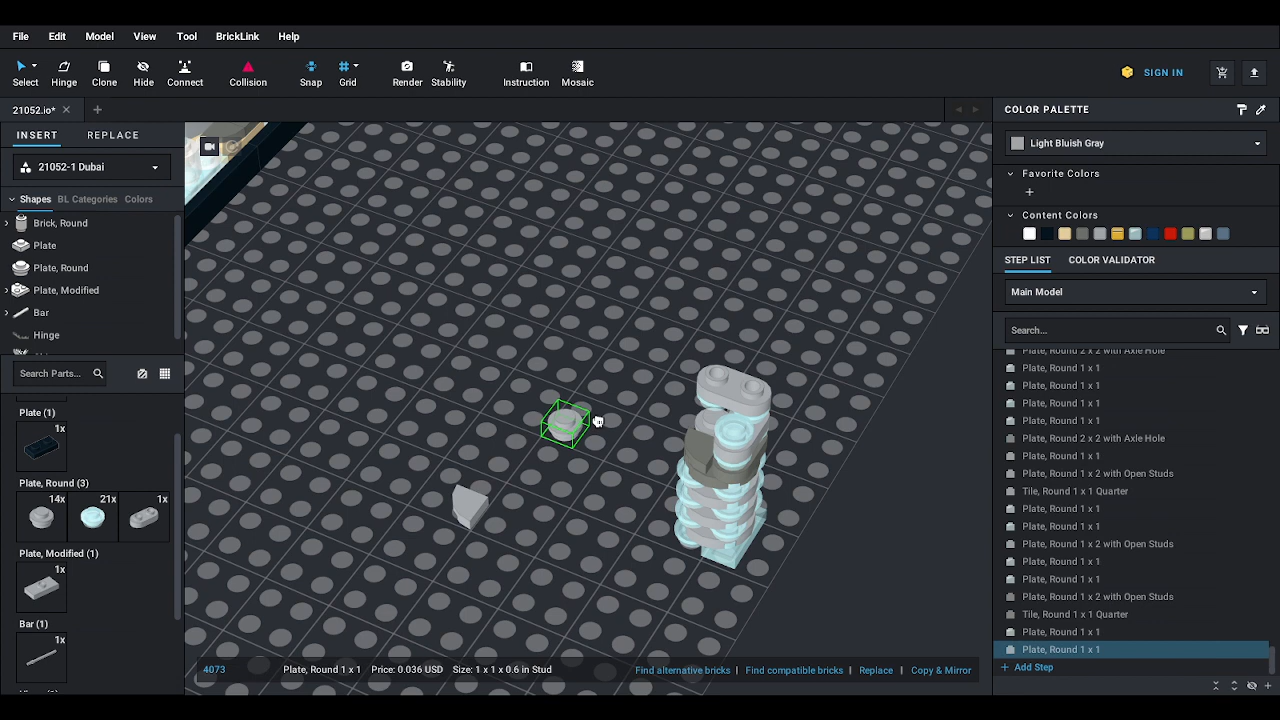 File Edit Model View Tool BrickLink Help
Select Hinge Clone Hide Connect Collision Snap Grid Render Stability Instruction Mosaic SIGN IN
21052.io*
INSERT REPLACE
21052-1 Dubai
Shapes BL Categories Colors
Brick, Round
Plate
Plate, Round
Plate, Modified
Bar
Hinge
Search Parts...
Plate (1)
1x
Plate, Round (3)
14x 21x 1x
Plate, Modified (1)
1x
Bar (1)
1x
4073 Plate, Round 1 x 1 Price: 0.036 USD Size: 1 x 1 x 0.6 in Stud Find alternative bricks | Find compatible bricks | Replace | Copy & Mirror
COLOR PALETTE
Light Bluish Gray
Favorite Colors
+
Content Colors
STEP LIST COLOR VALIDATOR
Main Model
Search...
Plate, Round 2 x 2 with Axle Hole
Plate, Round 1 x 1
Plate, Round 1 x 1
Plate, Round 1 x 1
Plate, Round 1 x 1
Plate, Round 2 x 2 with Axle Hole
Plate, Round 1 x 1
Plate, Round 1 x 2 with Open Studs
Tile, Round 1 x 1 Quarter
Plate, Round 1 x 1
Plate, Round 1 x 1
Plate, Round 1 x 2 with Open Studs
Plate, Round 1 x 1
Plate, Round 1 x 1
Plate, Round 1 x 2 with Open Studs
Tile, Round 1 x 1 Quarter
Plate, Round 1 x 1
Plate, Round 1 x 1
+ Add Step